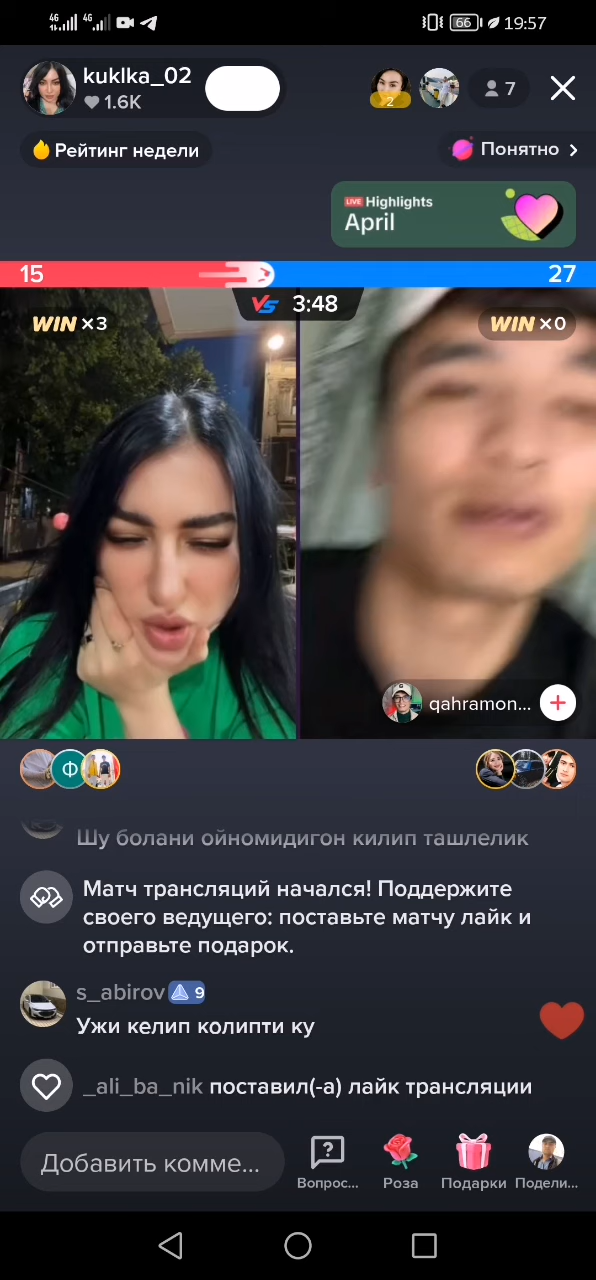 4G 4G 66 19:57
kuklka_02
1.6K
2
7
Рейтинг недели
Понятно
LIVE Highlights
April
15
27
VS 3:48
WIN ×3
WIN ×0
qahramon...
Ф
Шу болани ойномидигон килип ташлелик
Матч трансляций начался! Поддержите
своего ведущего: поставьте матчу лайк и
отправьте подарок.
s_abirov 9
Ужи келип колипти ку
_ali_ba_nik поставил(-а) лайк трансляции
Добавить комме...
Вопрос...
Роза
Подарки
Подели...